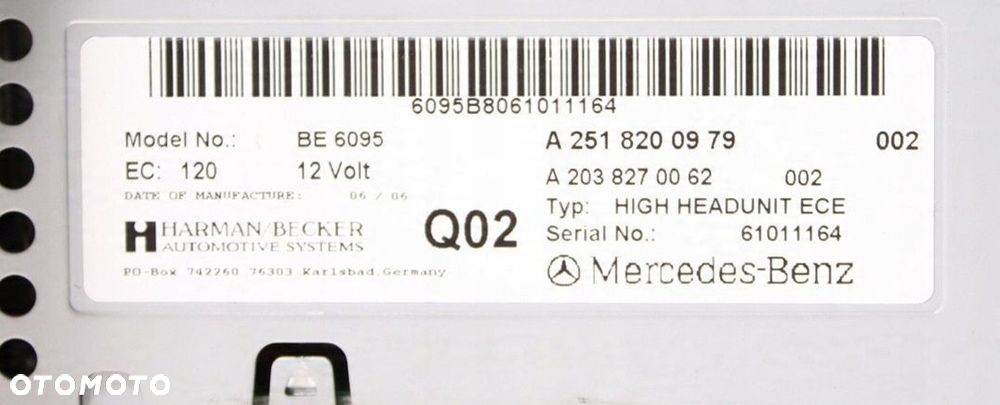 6095B8061011164
Model No.: BE 6095 A 251 820 09 79 002
EC: 120 12 Volt A 203 827 00 62 002
DATE OF MANUFACTURE: 06 / 06 Typ: HIGH HEADUNIT ECE
HARMAN/BECKER Q02 Serial No.: 61011164
AUTOMOTIVE SYSTEMS
PO-Box 742260 76303 Karlsbad,Germany Mercedes-Benz
OTOMOTO